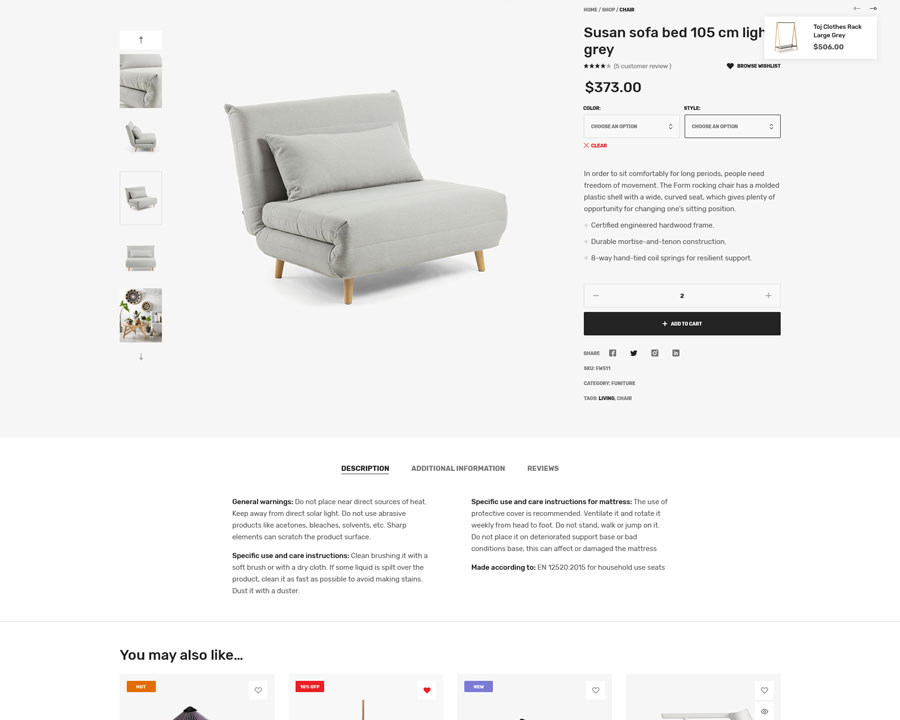 HOME / SHOP / CHAIR
Toj Clothes Rack
Large Grey
$506.00
Susan sofa bed 105 cm ligh
grey
(5 customer review )
BROWSE WISHLIST
$373.00
COLOR:
STYLE:
CHOOSE AN OPTION
CHOOSE AN OPTION
CLEAR
In order to sit comfortably for long periods, people need
freedom of movement. The Form rocking chair has a molded
plastic shell with a wide, curved seat, which gives plenty of
opportunity for changing one's sitting position.
Certified engineered hardwood frame.
Durable mortise-and-tenon construction.
8-way hand-tied coil springs for resilient support.
2
ADD TO CART
SHARE
SKU: FW511
CATEGORY: FUNITURE
TAGS: LIVING, CHAIR
DESCRIPTION
ADDITIONAL INFORMATION
REVIEWS
General warnings: Do not place near direct sources of heat.
Keep away from direct solar light. Do not use abrasive
products like acetones, bleaches, solvents, etc. Sharp
elements can scratch the product surface.
Specific use and care instructions: Clean brushing it with a
soft brush or with a dry cloth. If some liquid is spilt over the
product, clean it as fast as possible to avoid making stains.
Dust it with a duster.
Specific use and care instructions for mattress: The use of
protective cover is recommended. Ventilate it and rotate it
weekly from head to foot. Do not stand, walk or jump on it.
Do not place it on deteriorated support base or bad
conditions base, this can affect or damaged the mattress
Made according to: EN 12520:2015 for household use seats
You may also like...
HOT
10% OFF
NEW